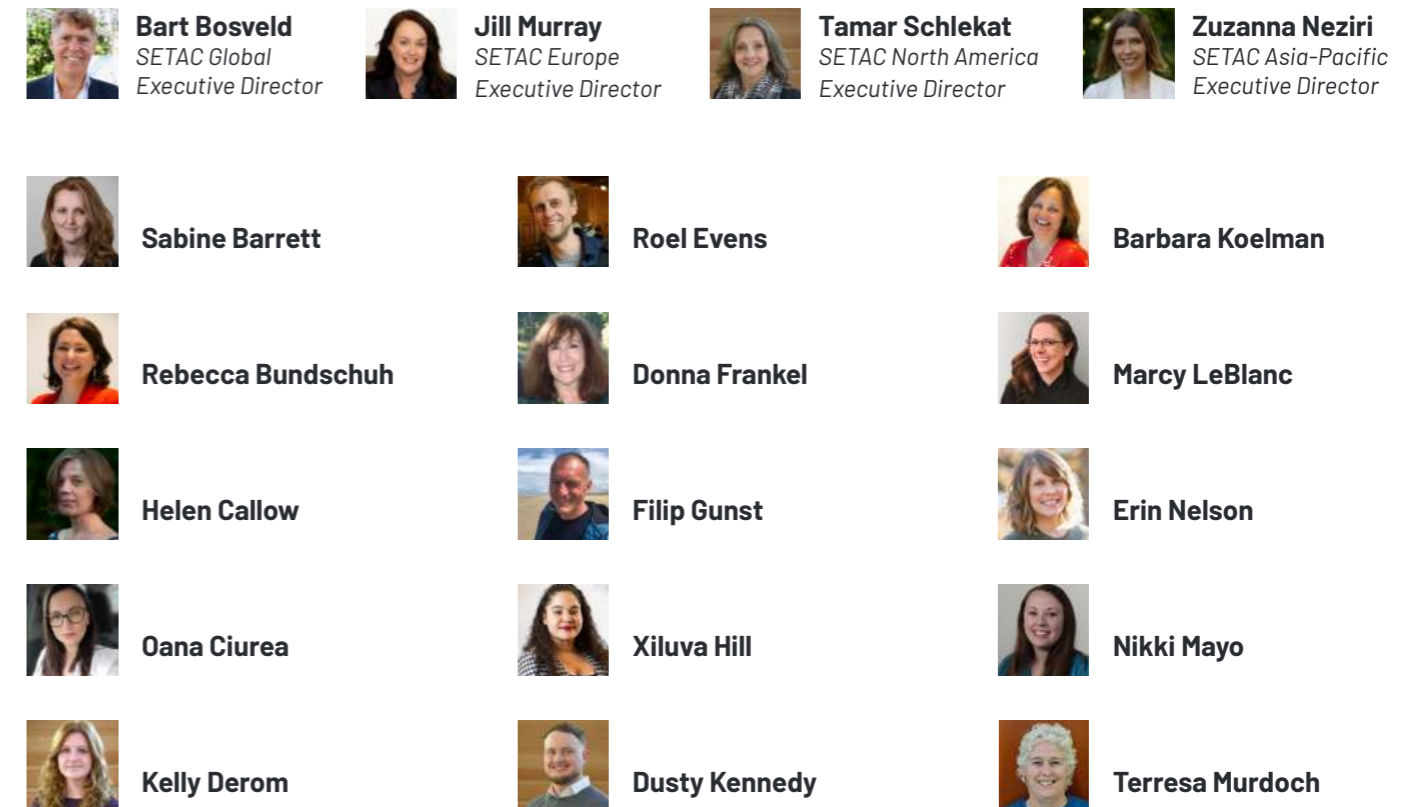 Bart Bosveld
SETAC Global
Executive Director
Jill Murray
SETAC Europe
Executive Director
Tamar Schlekat
SETAC North America
Executive Director
Zuzanna Neziri
SETAC Asia-Pacific
Executive Director
Sabine Barrett
Roel Evens
Barbara Koelman
Rebecca Bundschuh
Donna Frankel
Marcy LeBlanc
Helen Callow
Filip Gunst
Erin Nelson
Oana Ciurea
Xiluva Hill
Nikki Mayo
Kelly Derom
Dusty Kennedy
Terresa Murdoch